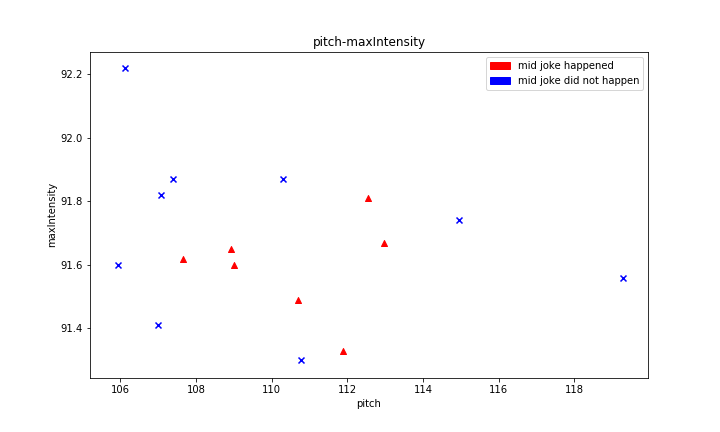 pitch-maxIntensity
mid joke happened
mid joke did not happen
92.2
92.0
91.8
91.6
91.4
maxIntensity
106 108 110 112 114 116 118
pitch